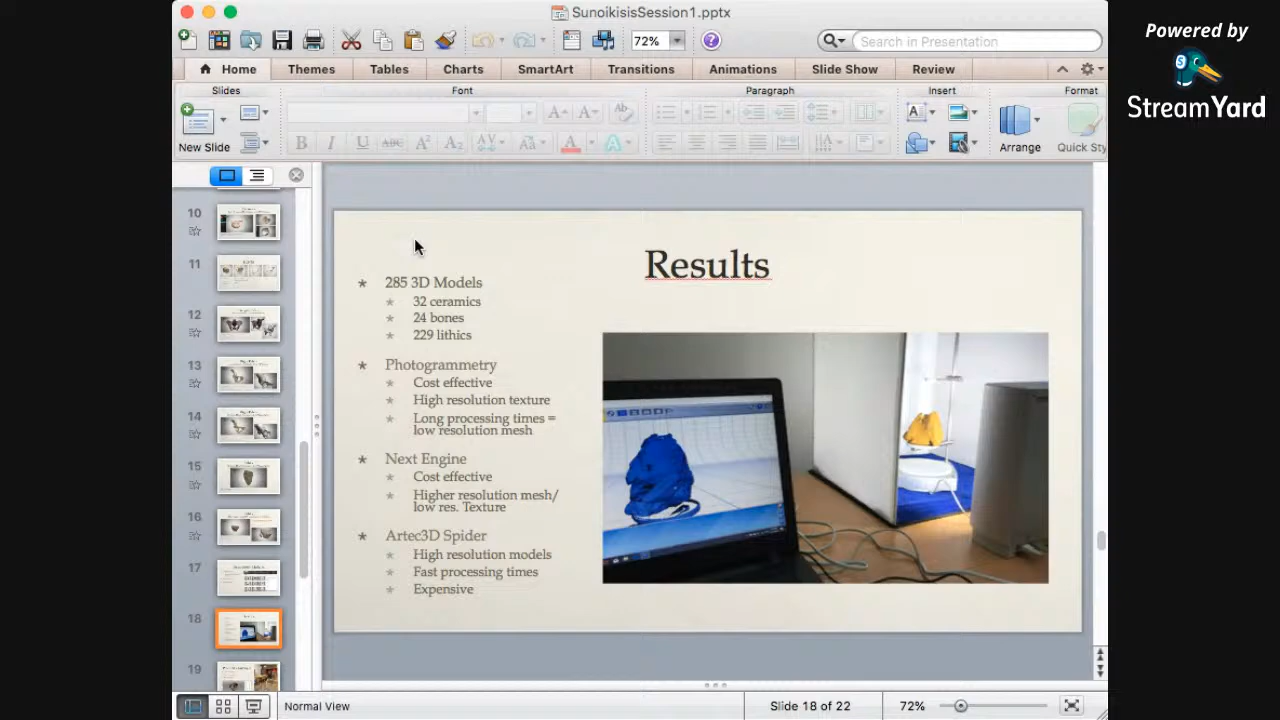 SunoikisisSession1.pptx
Powered by
StreamYard
72%
Search in Presentation
Home Themes Tables Charts SmartArt Transitions Animations Slide Show Review
Slides Font Paragraph Insert Format
New Slide
Arrange
Quick Sty
10
11
12
13
14
15
16
17
18
19
Results
* 285 3D Models
* 32 ceramics
* 24 bones
* 229 lithics
* Photogrammetry
* Cost effective
* High resolution texture
* Long processing times =
low resolution mesh
* Next Engine
* Cost effective
* Higher resolution mesh/
low res. Texture
* Artec3D Spider
* High resolution models
* Fast processing times
* Expensive
Normal View
Slide 18 of 22
72%